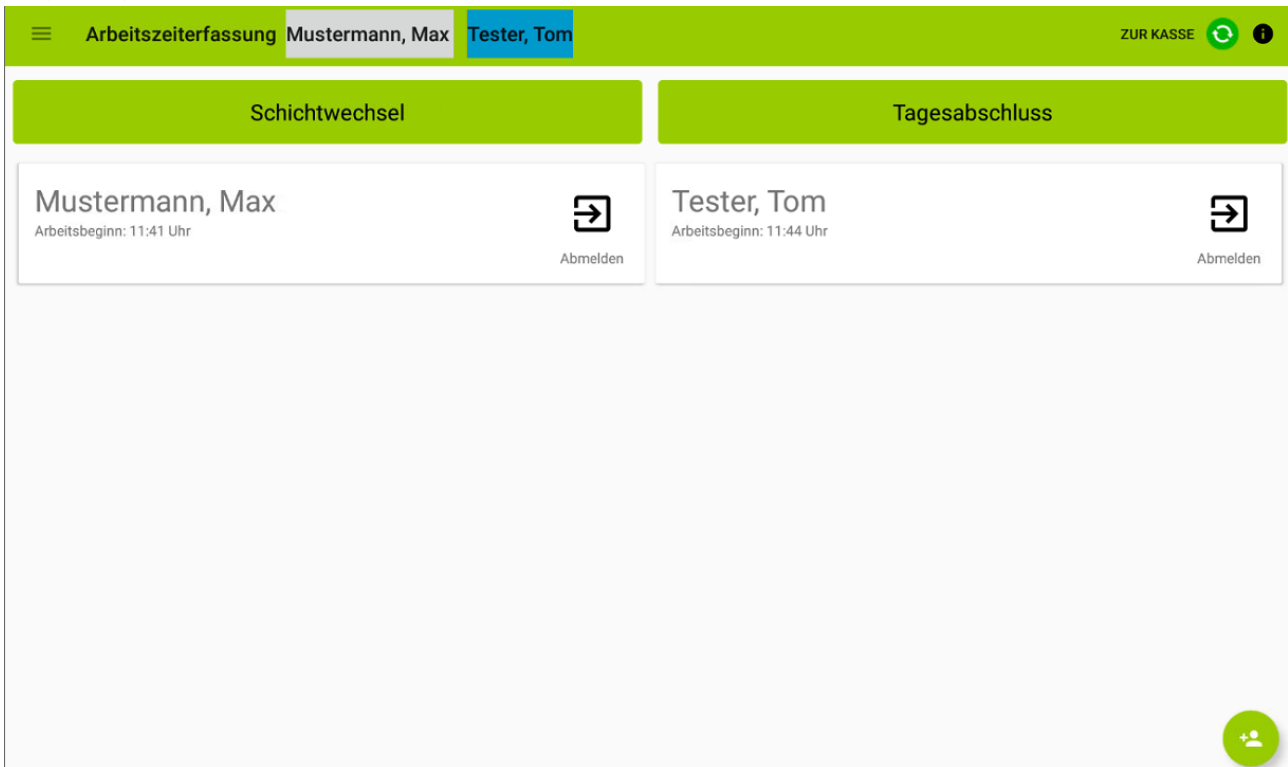 Arbeitszeiterfassung Mustermann, Max Tester, Tom ZUR KASSE
Schichtwechsel Tagesabschluss
Mustermann, Max
Arbeitsbeginn: 11:41 Uhr
Abmelden
Tester, Tom
Arbeitsbeginn: 11:44 Uhr
Abmelden